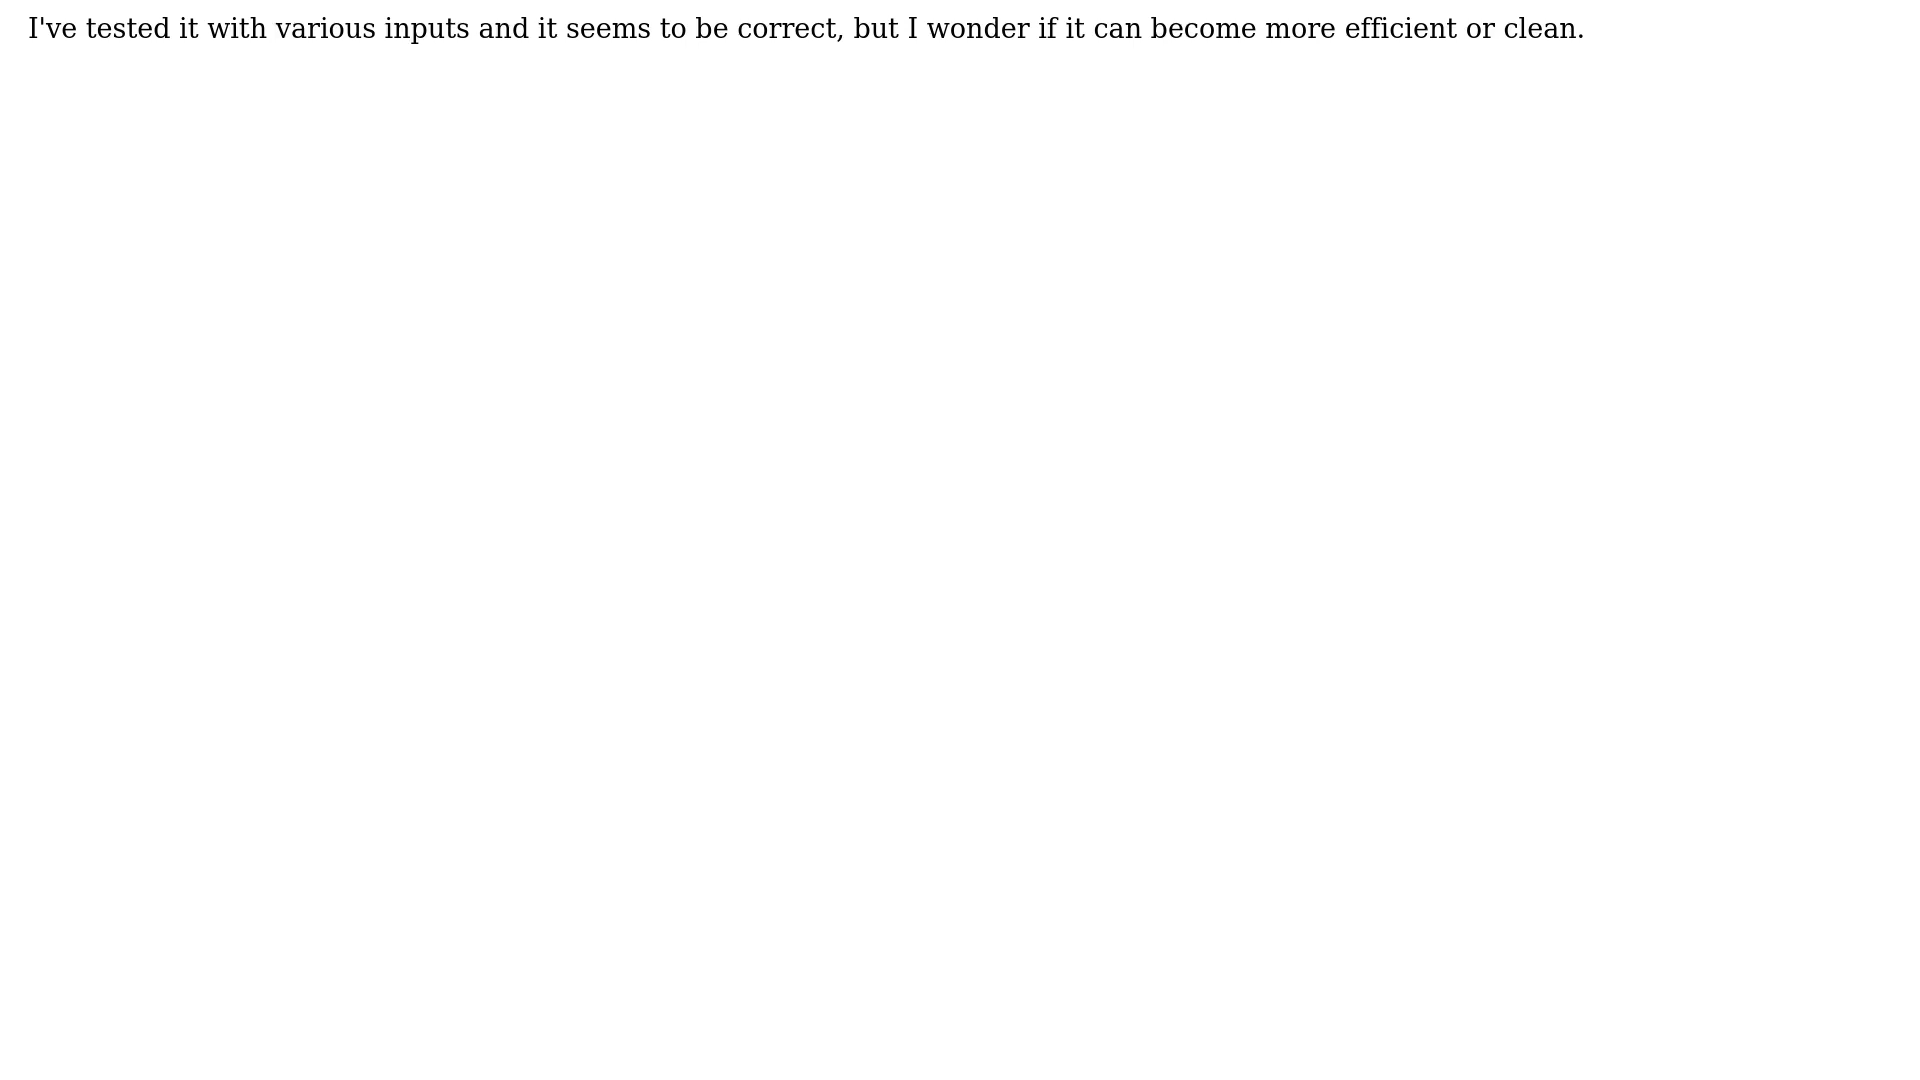 I've tested it with various inputs and it seems to be correct, but I wonder if it can become more efficient or clean.